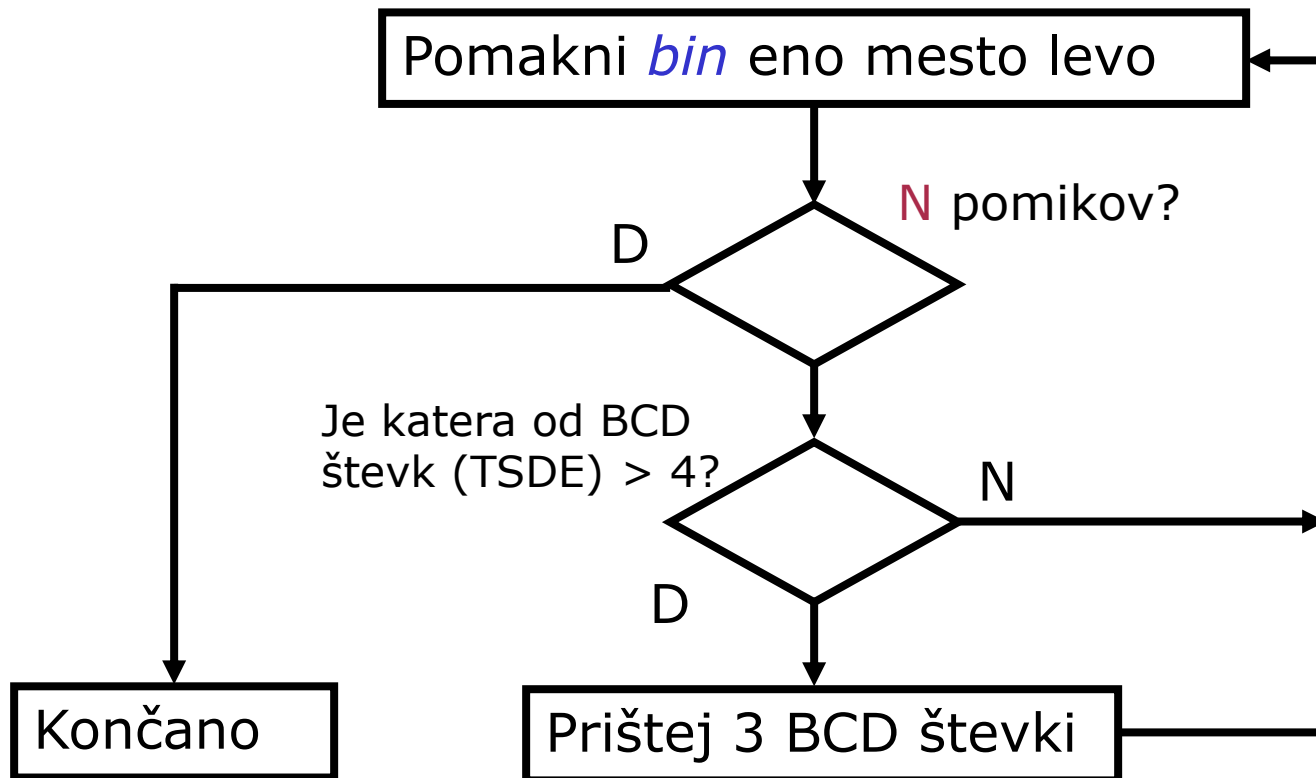 Pomakni bin eno mesto levo
N pomikov?
D
Je katera od BCD
števk (TSDE) > 4?
N
D
Končano
Prištej 3 BCD števki